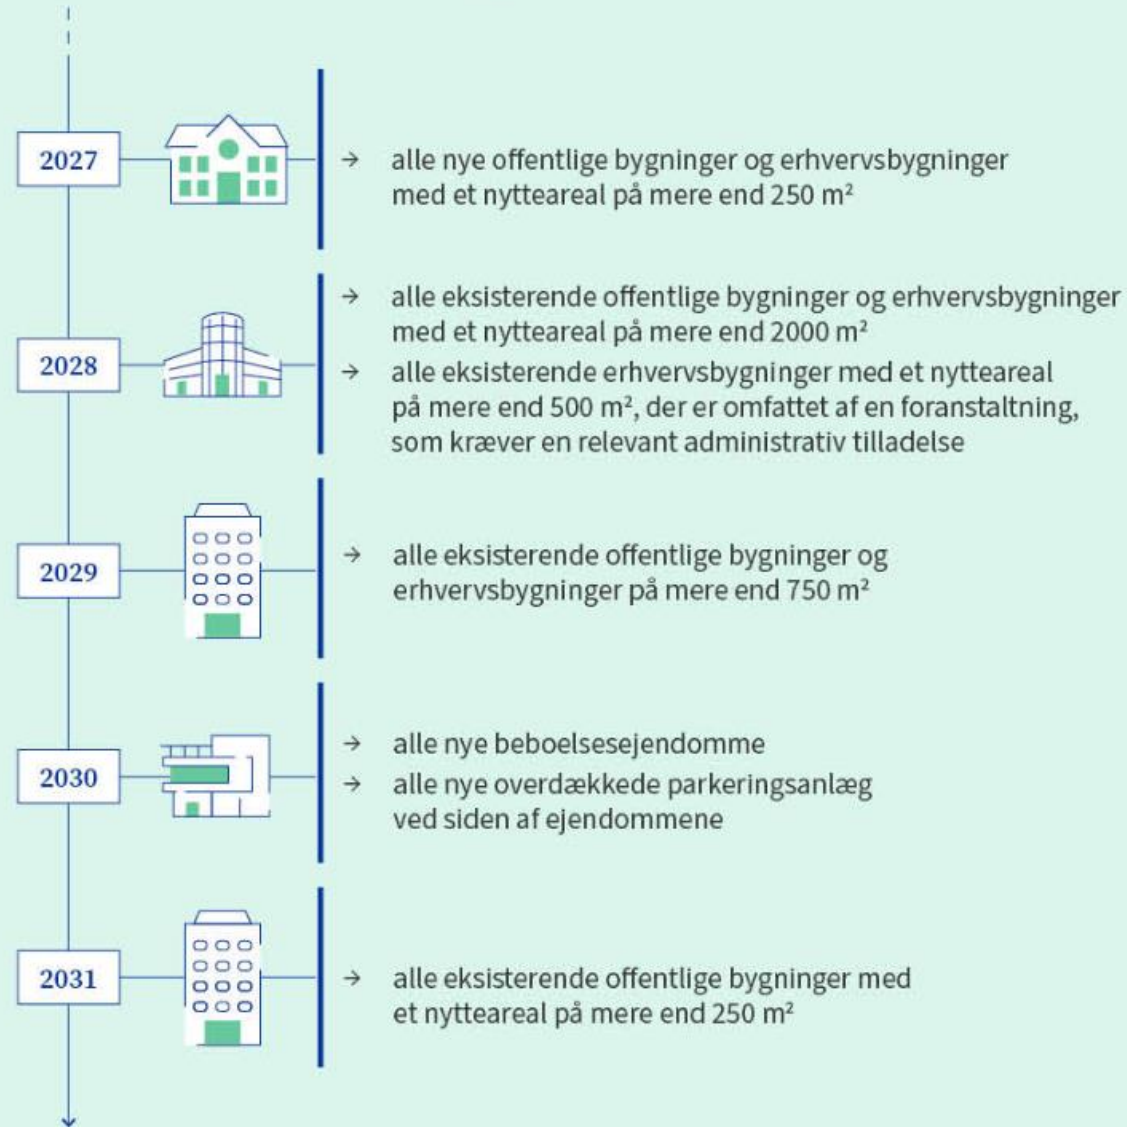 2027
→ alle nye offentlige bygninger og erhvervsbygninger
med et nytteareal på mere end 250 m²
2028
→ alle eksisterende offentlige bygninger og erhvervsbygninger
med et nytteareal på mere end 2000 m²
→ alle eksisterende erhvervsbygninger med et nytteareal
på mere end 500 m², der er omfattet af en foranstaltning,
som kræver en relevant administrativ tilladelse
2029
→ alle eksisterende offentlige bygninger og
erhvervsbygninger på mere end 750 m²
2030
→ alle nye beboelsesejendomme
→ alle nye overdækkede parkeringsanlæg
ved siden af ejendommene
2031
→ alle eksisterende offentlige bygninger med
et nytteareal på mere end 250 m²